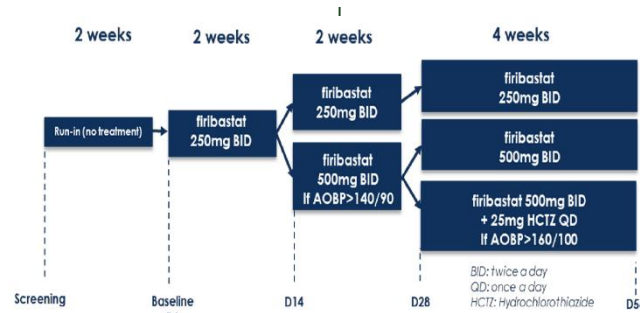 2 weeks
2 weeks
2 weeks
4 weeks
Run-in (no treatment)
firibastat
250mg BID
firibastat
250mg BID
firibastat
500mg BID
If AOBP>140/90
firibastat
250mg BID
firibastat
500mg BID
firibastat 500mg BID
+ 25mg HCTZ QD
If AOBP>160/100
BID: twice a day
QD: once a day
HCTZ: Hydrochlorothiazide
Screening
Baseline
D14
D28
D5